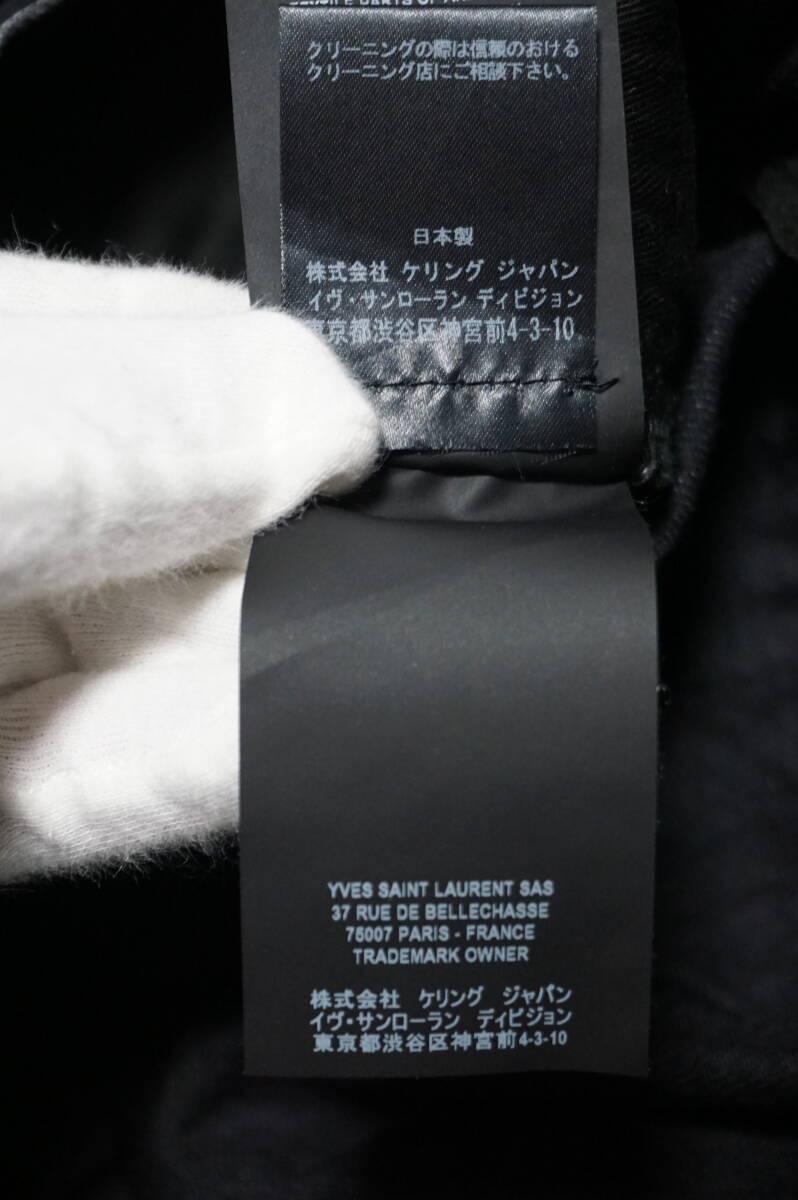 PARTS OF
クリーニングの際は信頼のおける
クリーニング店にご相談下さい。
日本製
株式会社 ケリング ジャパン
イヴ・サンローラン ディビジョン
東京都渋谷区神宮前4-3-10
YVES SAINT LAURENT SAS
37 RUE DE BELLECHASSE
75007 PARIS - FRANCE
TRADEMARK OWNER
株式会社 ケリング ジャパン
イヴ・サンローラン ディビジョン
東京都渋谷区神宮前4-3-10